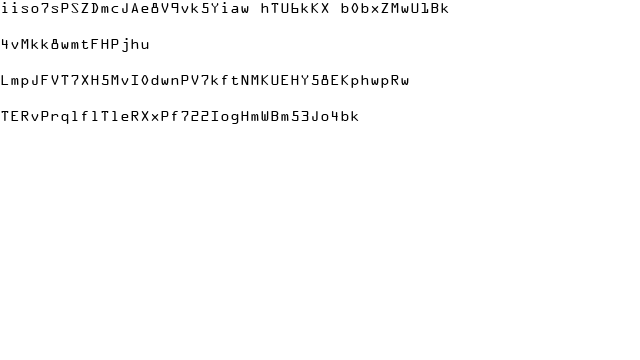 iiso7sPSZDmcJAe8V9vk5Yiaw hTU6kKX b0bxZMwU1Bk
4vMkk8wmtFHPjhu
LmpJFVT7XH5MvI0dwnPV7kftNMKUEHY58EKphwpRw
TERvPrqlflTleRXxPf722IogHmWBm53Jo4bk